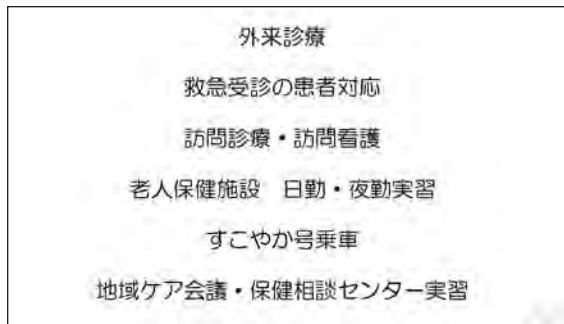 外来診療
救急受診の患者対応
訪問診療・訪問看護
老人保健施設　日勤・夜勤実習
すこやか号乗車
地域ケア会議・保健相談センター実習